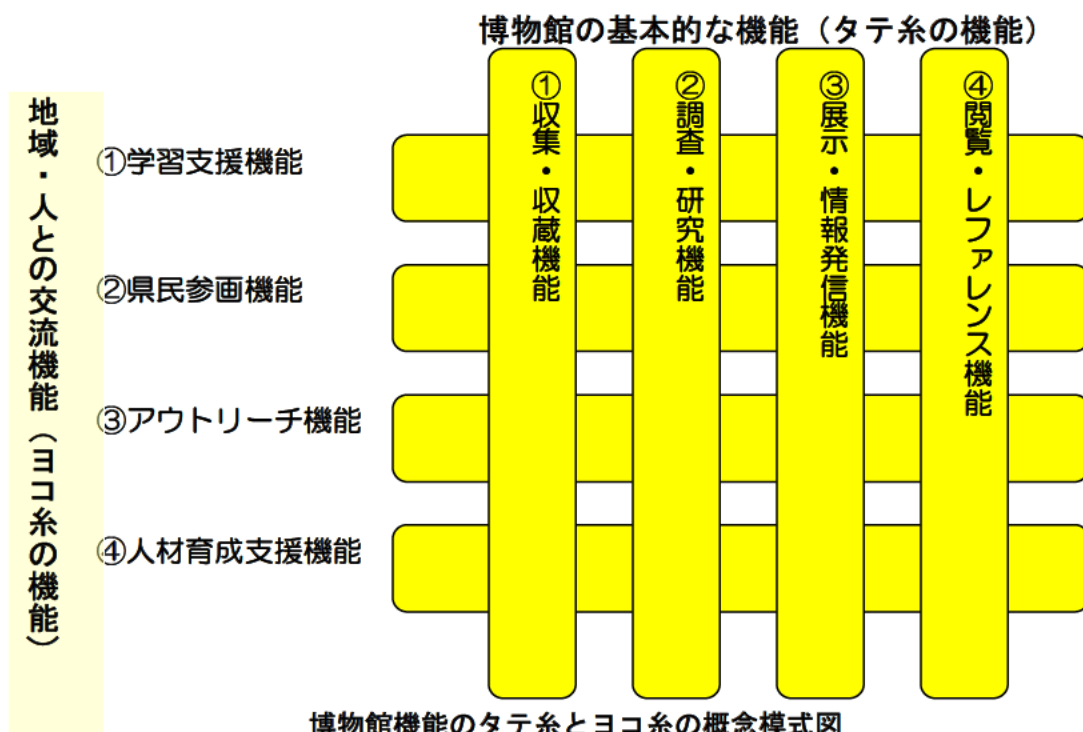 博物館の基本的な機能（タテ糸の機能）
①収集・収蔵機能
②調査・研究機能
③展示・情報発信機能
④閲覧・レファレンス機能
地域・人との交流機能（ヨコ糸の機能）
①学習支援機能
②県民参画機能
③アウトリーチ機能
④人材育成支援機能
博物館機能のタテ糸とヨコ糸の概念模式図